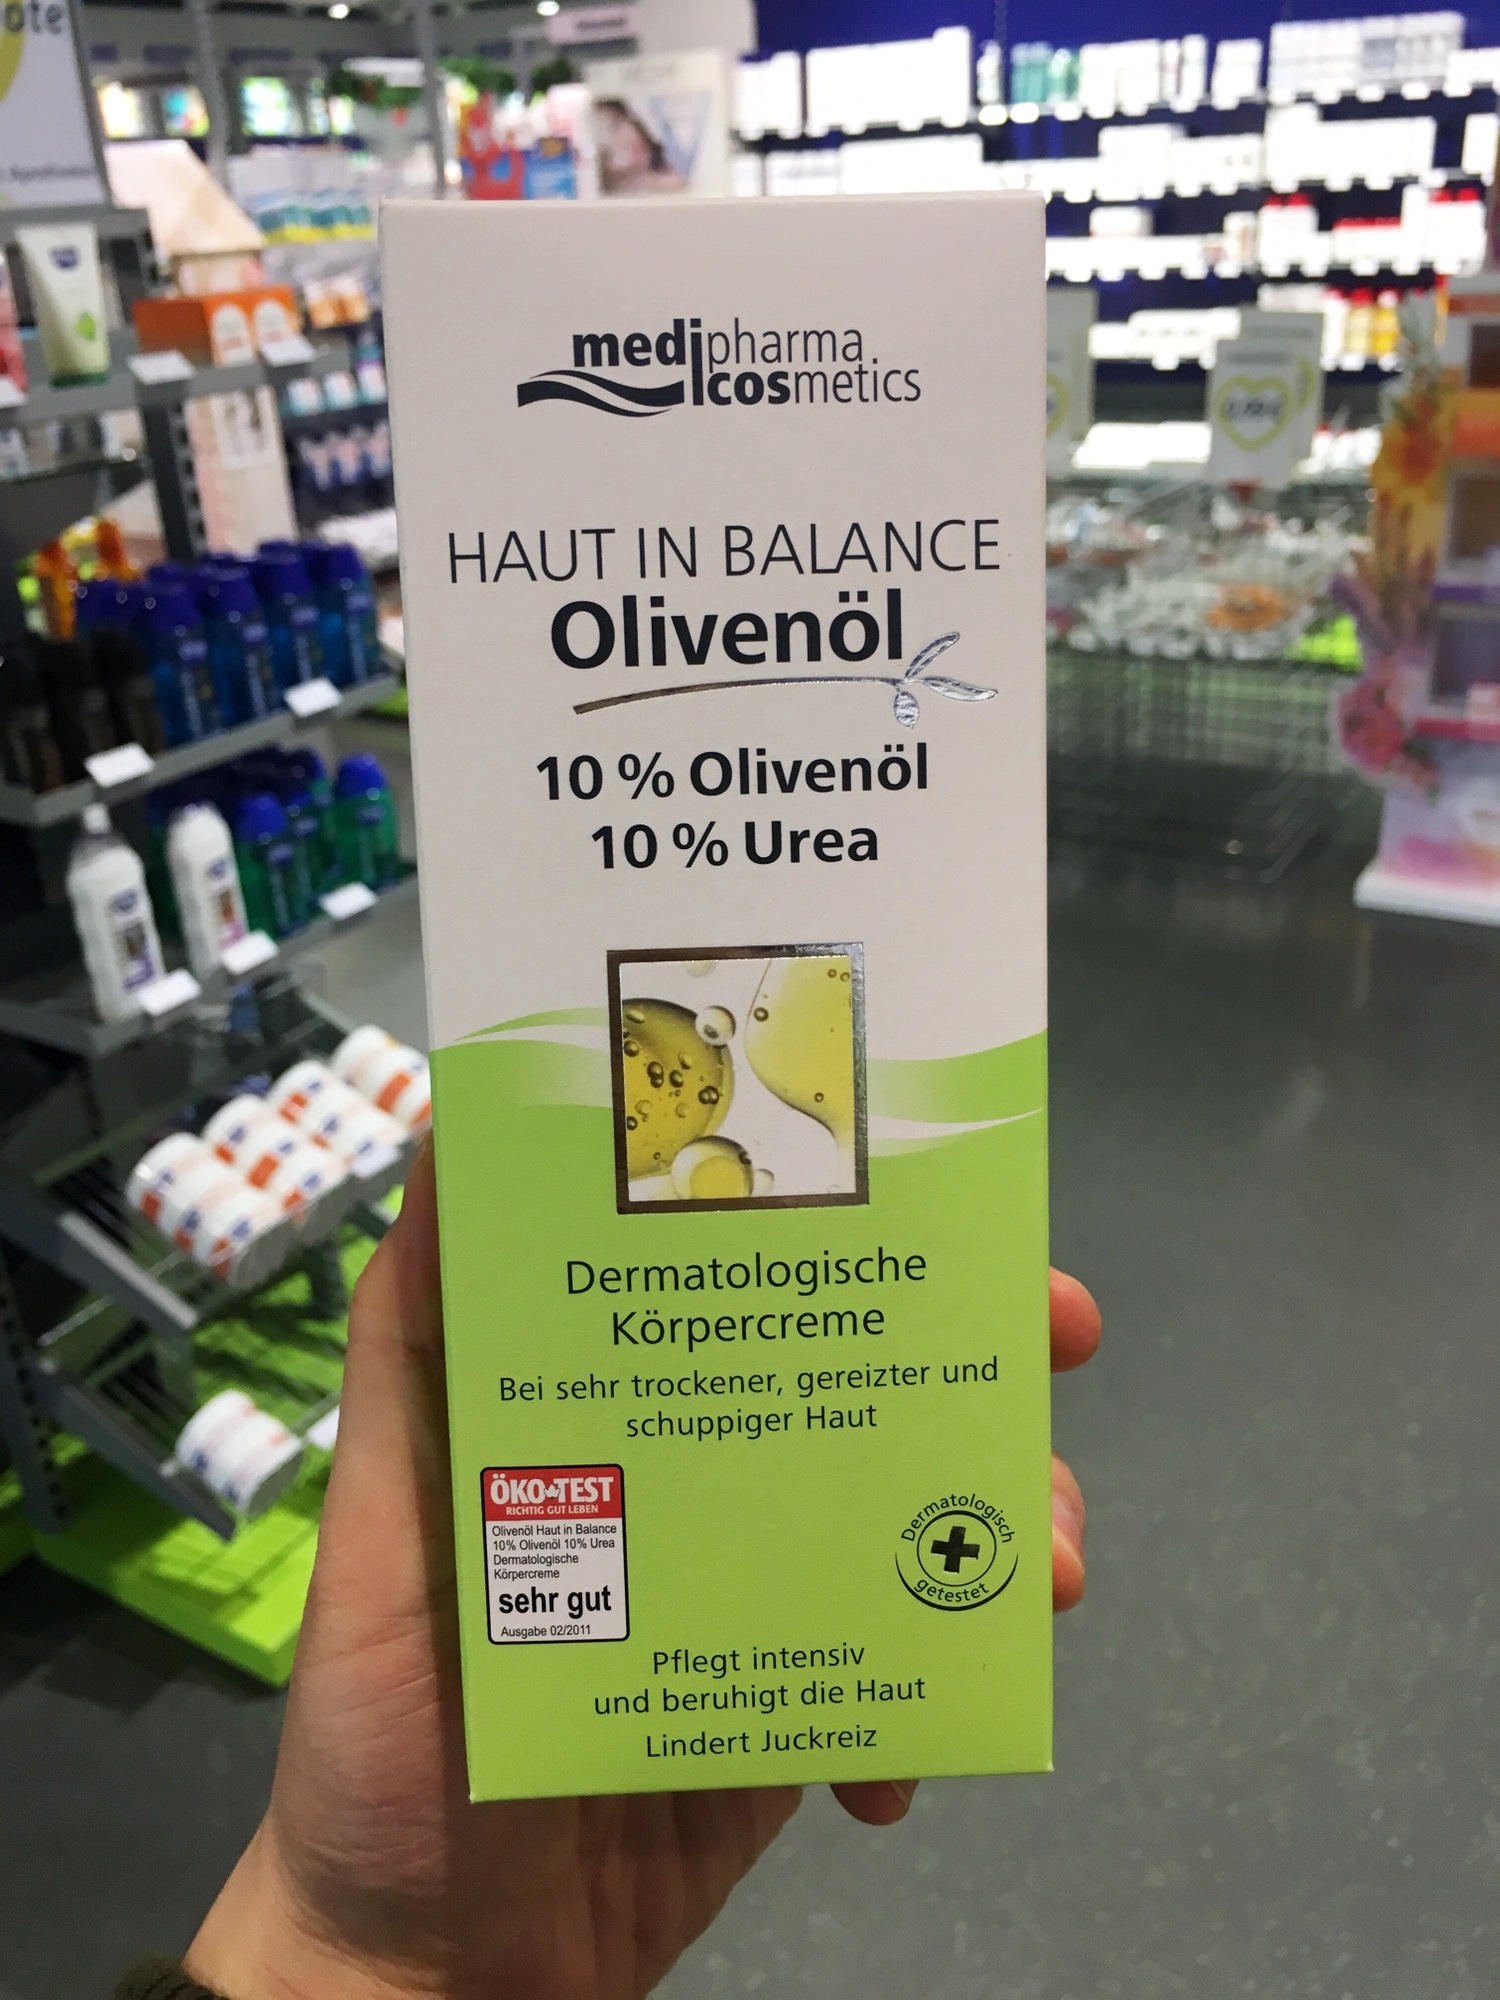 medipharma
cosmetics
HAUT IN BALANCE
Olivenöl
10 % Olivenöl
10 % Urea
Dermatologische
Körpercreme
Bei sehr trockener, gereizter und
schuppiger Haut
ÖKO TEST
RICHTIG GUT LEBEN
Olivenöl Haut in Balance
10% Olivenöl 10% Urea
Dermatologische
Körpercreme
sehr gut
Ausgabe 02/2011
Dermatologisch
getestet
Pflegt intensiv
und beruhigt die Haut
Lindert Juckreiz